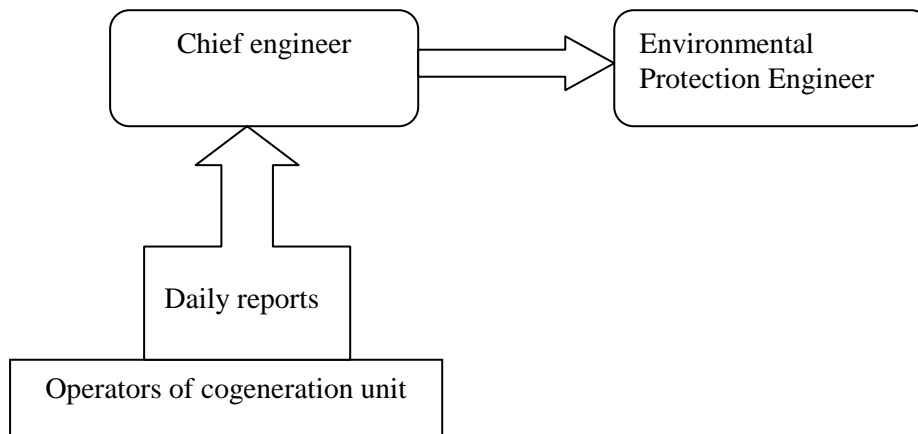 Chief engineer
Environmental
Protection Engineer
Daily reports
Operators of cogeneration unit